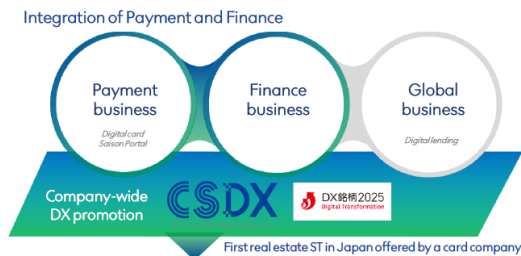 Integration of Payment and Finance
Payment
business
Digital card
Saison Portal
Finance
business
Global
business
Digital lending
Company-wide
DX promotion
CSDX
DX銘柄2025
Digital Transformation
First real estate ST in Japan offered by a card company